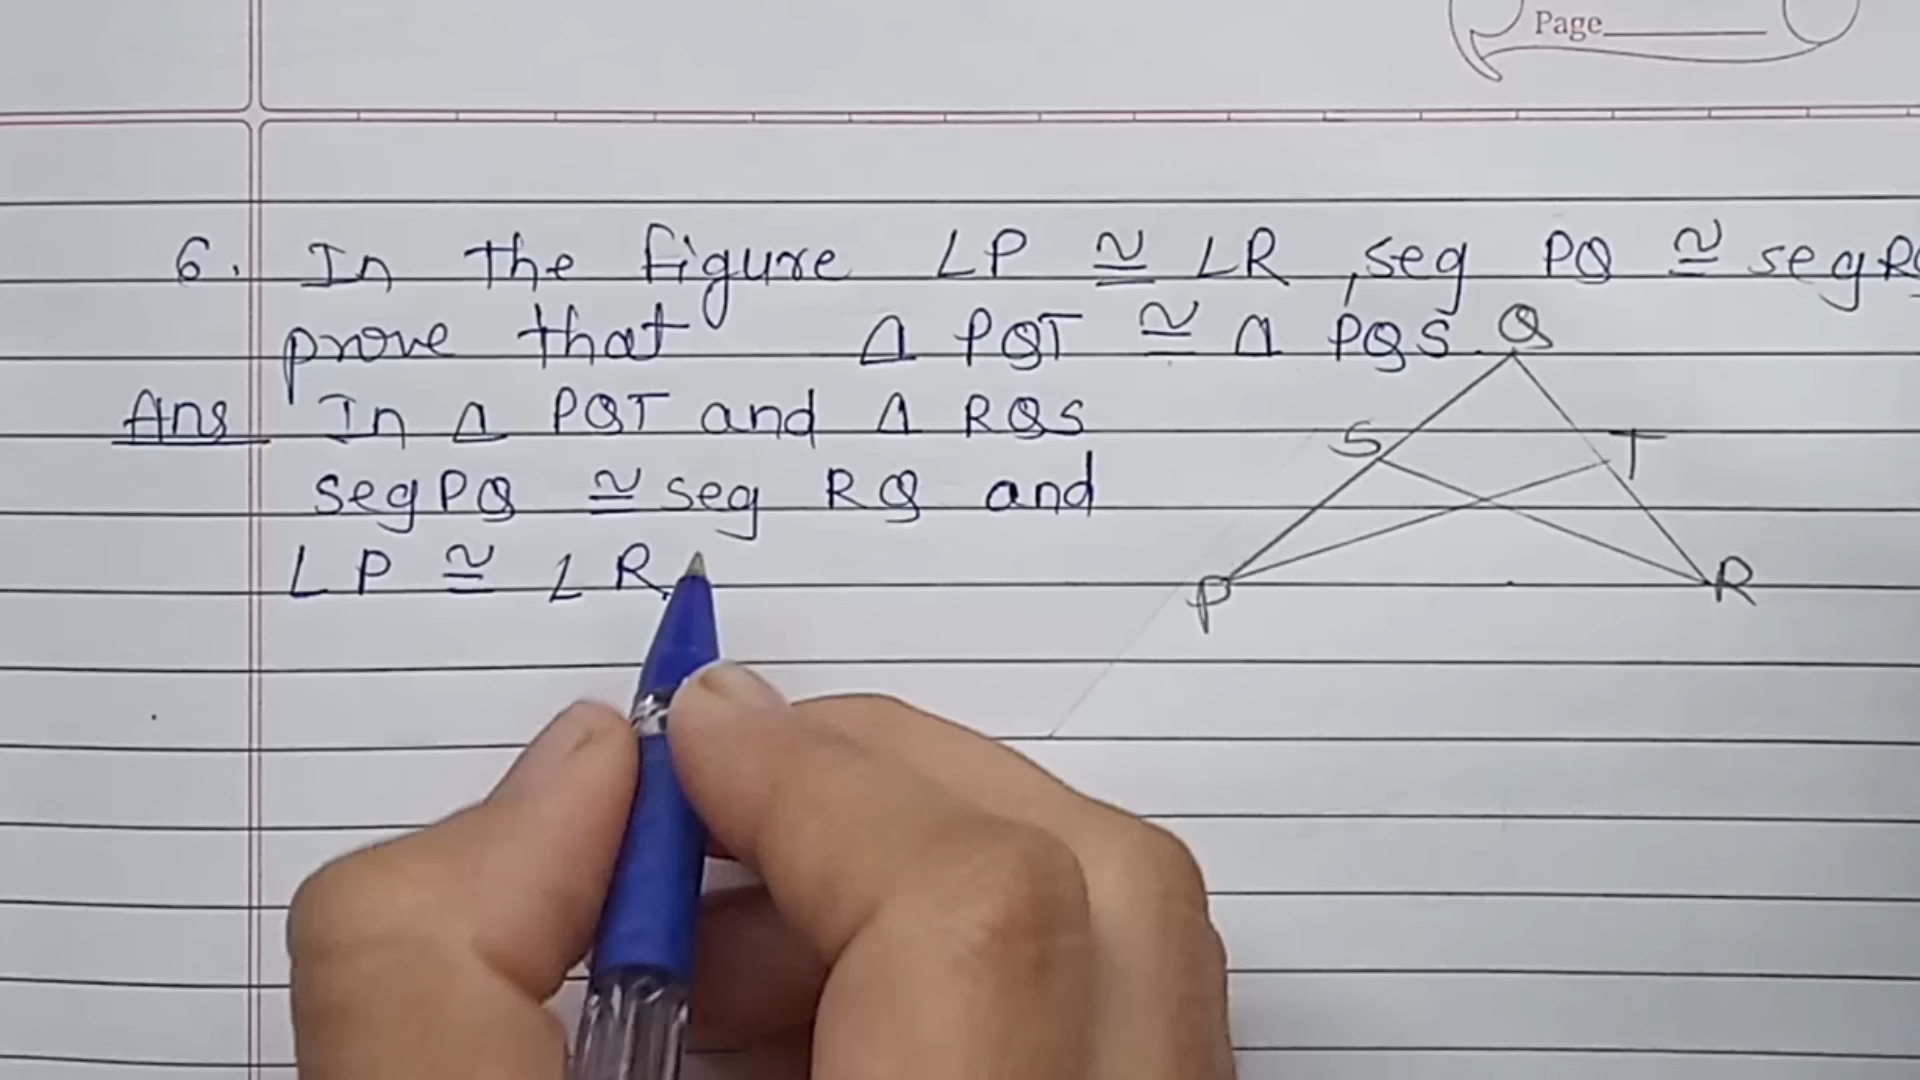 Page
6. In the figure ∠P ≅ ∠R, seg PQ ≅ seg RQ
prove that Δ PQT ≅ Δ PQS.
Ans In Δ PQT and Δ RQS
seg PQ ≅ seg RQ and
∠P ≅ ∠R.
Q
S T
P R